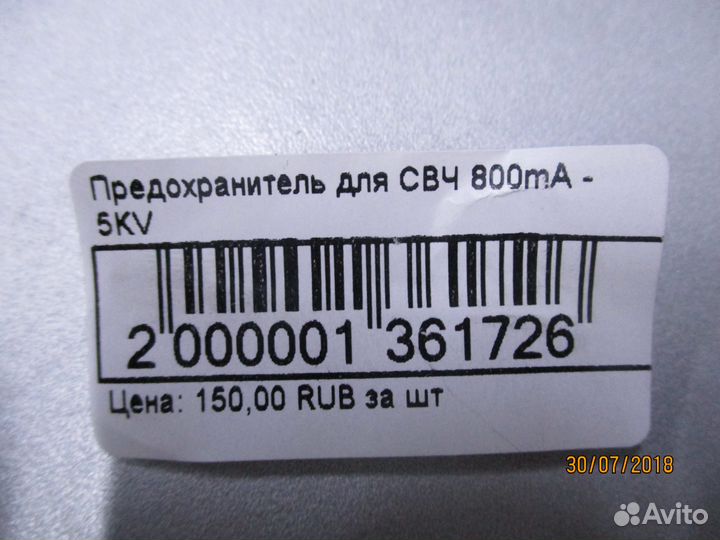 Предохранитель для СВЧ 800mA -
5KV
2 000001 361726
Цена: 150,00 RUB за шт
30/07/2018
Avito